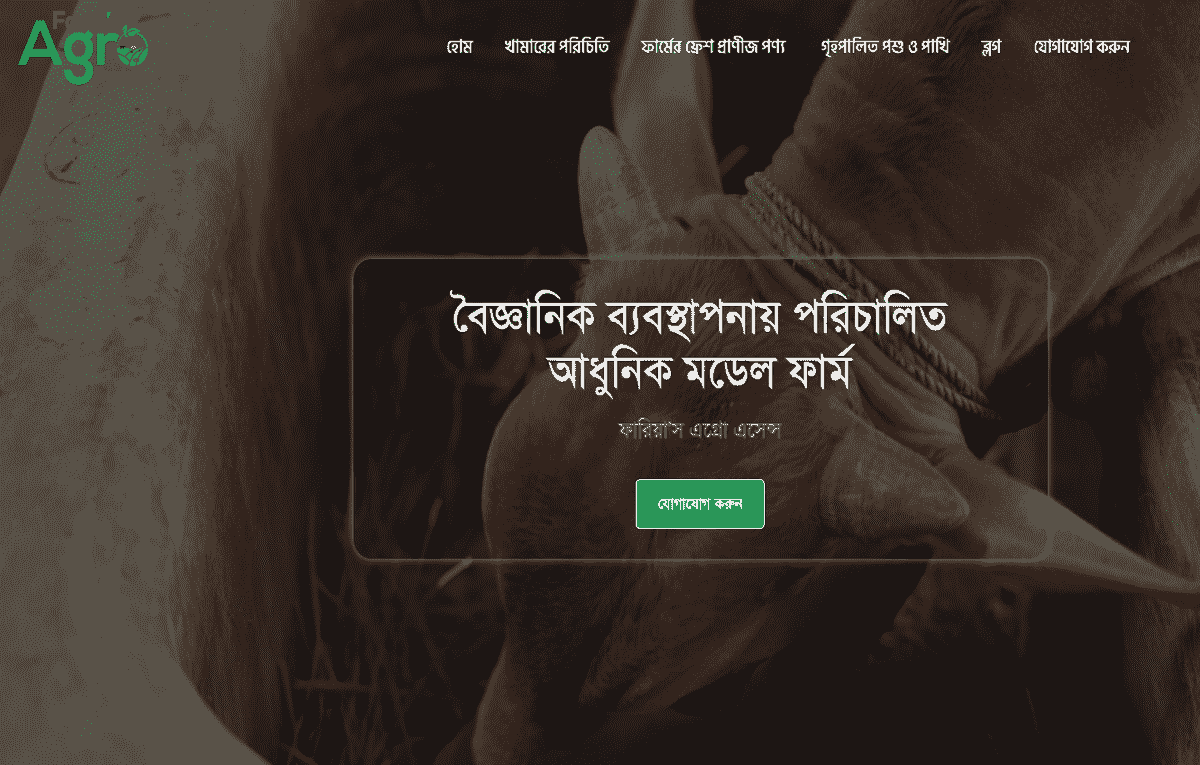 Agro
হোম
খামারের পরিচিতি
ফার্মের ফ্রেশ প্রাণীজ পণ্য
গৃহপালিত পশু ও পাখি
ব্লগ
যোগাযোগ করুন
বৈজ্ঞানিক ব্যবস্থাপনায় পরিচালিত
আধুনিক মডেল ফার্ম
ফারিয়া'স এগ্রো এসেন্স
যোগাযোগ করুন